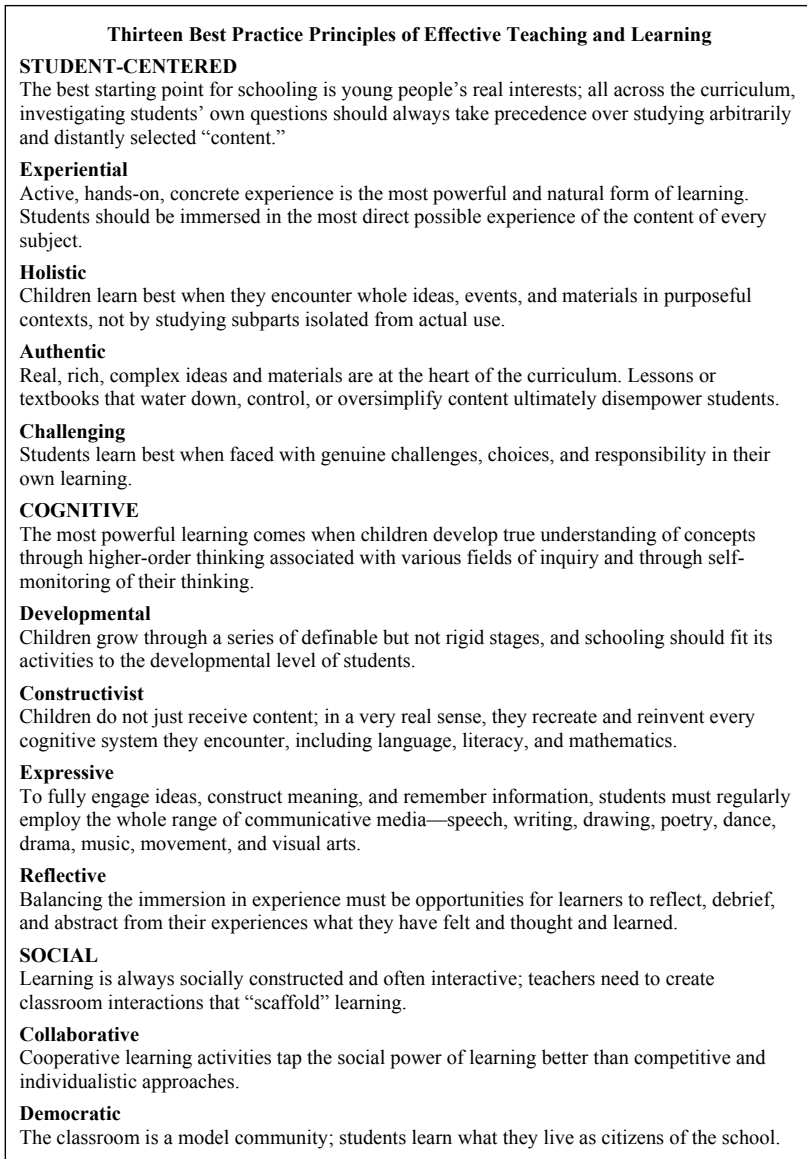 Thirteen Best Practice Principles of Effective Teaching and Learning
STUDENT-CENTERED
The best starting point for schooling is young people’s real interests; all across the curriculum,
investigating students’ own questions should always take precedence over studying arbitrarily
and distantly selected “content.”
Experiential
Active, hands-on, concrete experience is the most powerful and natural form of learning.
Students should be immersed in the most direct possible experience of the content of every
subject.
Holistic
Children learn best when they encounter whole ideas, events, and materials in purposeful
contexts, not by studying subparts isolated from actual use.
Authentic
Real, rich, complex ideas and materials are at the heart of the curriculum. Lessons or
textbooks that water down, control, or oversimplify content ultimately disempower students.
Challenging
Students learn best when faced with genuine challenges, choices, and responsibility in their
own learning.
COGNITIVE
The most powerful learning comes when children develop true understanding of concepts
through higher-order thinking associated with various fields of inquiry and through self-
monitoring of their thinking.
Developmental
Children grow through a series of definable but not rigid stages, and schooling should fit its
activities to the developmental level of students.
Constructivist
Children do not just receive content; in a very real sense, they recreate and reinvent every
cognitive system they encounter, including language, literacy, and mathematics.
Expressive
To fully engage ideas, construct meaning, and remember information, students must regularly
employ the whole range of communicative media—speech, writing, drawing, poetry, dance,
drama, music, movement, and visual arts.
Reflective
Balancing the immersion in experience must be opportunities for learners to reflect, debrief,
and abstract from their experiences what they have felt and thought and learned.
SOCIAL
Learning is always socially constructed and often interactive; teachers need to create
classroom interactions that “scaffold” learning.
Collaborative
Cooperative learning activities tap the social power of learning better than competitive and
individualistic approaches.
Democratic
The classroom is a model community; students learn what they live as citizens of the school.